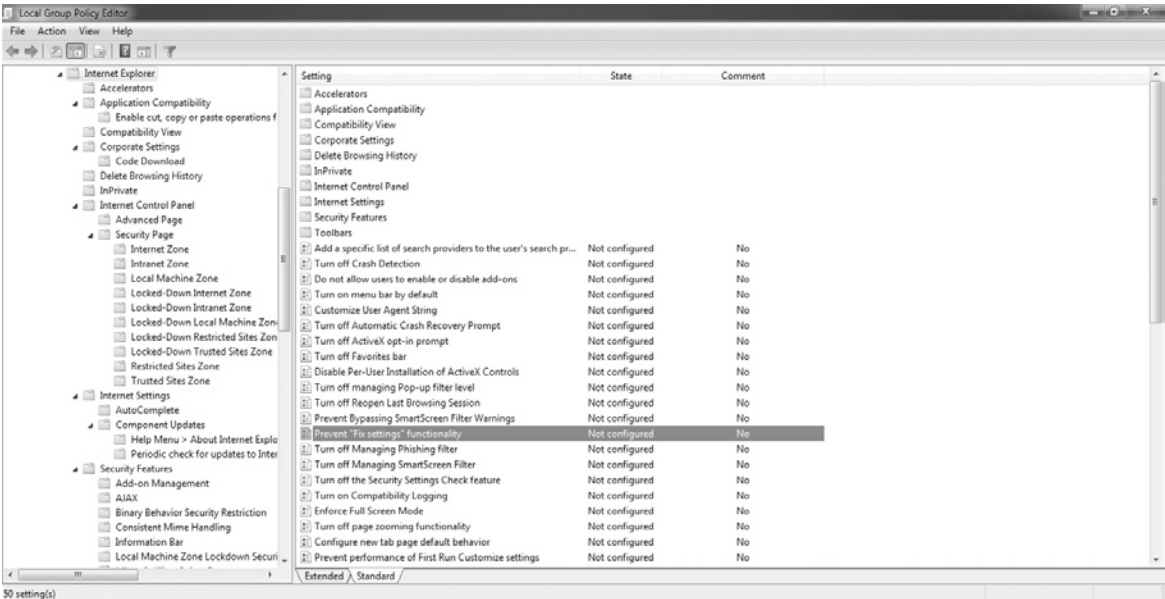 Local Group Policy Editor
File Action View Help
Internet Explorer
Accelerators
Application Compatibility
Enable cut, copy or paste operations f
Compatibility View
Corporate Settings
Code Download
Delete Browsing History
InPrivate
Internet Control Panel
Advanced Page
Security Page
Internet Zone
Intranet Zone
Local Machine Zone
Locked-Down Internet Zone
Locked-Down Intranet Zone
Locked-Down Local Machine Zon
Locked-Down Restricted Sites Zon
Locked-Down Trusted Sites Zone
Restricted Sites Zone
Trusted Sites Zone
Internet Settings
AutoComplete
Component Updates
Help Menu > About Internet Explo
Periodic check for updates to Inter
Security Features
Add-on Management
AJAX
Binary Behavior Security Restriction
Consistent Mime Handling
Information Bar
Local Machine Zone Lockdown Securi
Setting State Comment
Accelerators
Application Compatibility
Compatibility View
Corporate Settings
Delete Browsing History
InPrivate
Internet Control Panel
Internet Settings
Security Features
Toolbars
Add a specific list of search providers to the user's search pr... Not configured No
Turn off Crash Detection Not configured No
Do not allow users to enable or disable add-ons Not configured No
Turn on menu bar by default Not configured No
Customize User Agent String Not configured No
Turn off Automatic Crash Recovery Prompt Not configured No
Turn off ActiveX opt-in prompt Not configured No
Turn off Favorites bar Not configured No
Disable Per-User Installation of ActiveX Controls Not configured No
Turn off managing Pop-up filter level Not configured No
Turn off Reopen Last Browsing Session Not configured No
Prevent Bypassing SmartScreen Filter Warnings Not configured No
Prevent "Fix settings" functionality Not configured No
Turn off Managing Phishing filter Not configured No
Turn off Managing SmartScreen Filter Not configured No
Turn off the Security Settings Check feature Not configured No
Turn on Compatibility Logging Not configured No
Enforce Full Screen Mode Not configured No
Turn off page zooming functionality Not configured No
Configure new tab page default behavior Not configured No
Prevent performance of First Run Customize settings Not configured No
Extended Standard
50 setting(s)